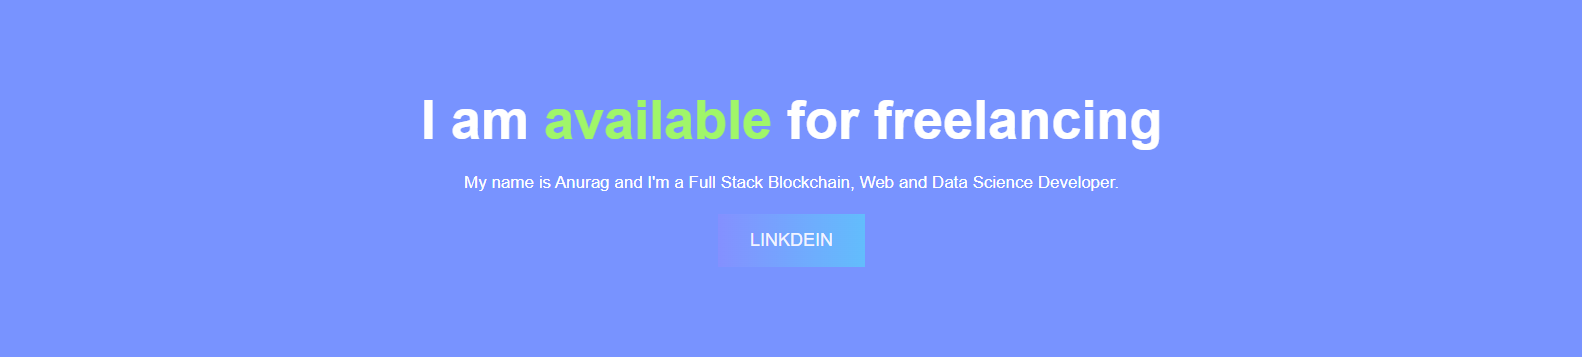 I am available for freelancing
My name is Anurag and I'm a Full Stack Blockchain, Web and Data Science Developer.
LINKDEIN